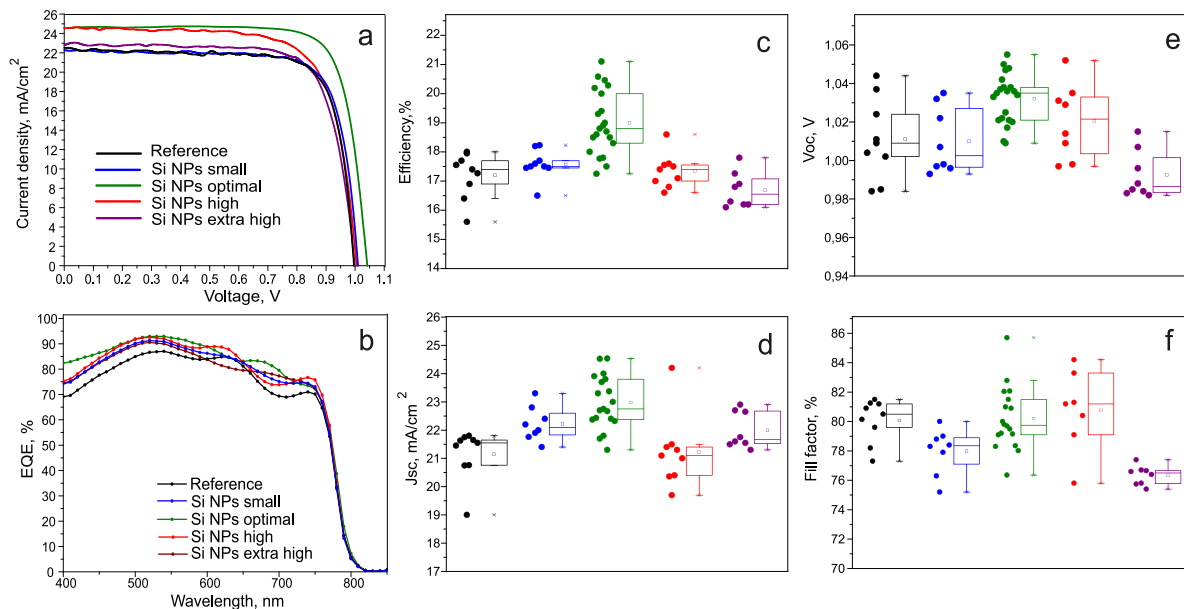 a
Current density, mA/cm²
26
24
22
20
18
16
14
12
10
8
6
4
2
0
Reference
Si NPs small
Si NPs optimal
Si NPs high
Si NPs extra high
0.0 0.1 0.2 0.3 0.4 0.5 0.6 0.7 0.8 0.9 1.0 1.1
Voltage, V
c
Efficiency,%
22%
21%
20%
19%
18%
17%
16%
15%
14%
e
Voc, V
1,06
1,04
1,02
1,00
0,98
0,96
0,94
b
EQE, %
100
90
80
70
60
50
40
30
20
10
0
Reference
Si NPs small
Si NPs optimal
Si NPs high
Si NPs extra high
400 500 600 700 800
Wavelength, nm
d
Jsc, mA/cm²
26
25
24
23
22
21
20
19
18
17
f
Fill factor, %
88%
86%
84%
82%
80%
78%
76%
74%
72%
70%